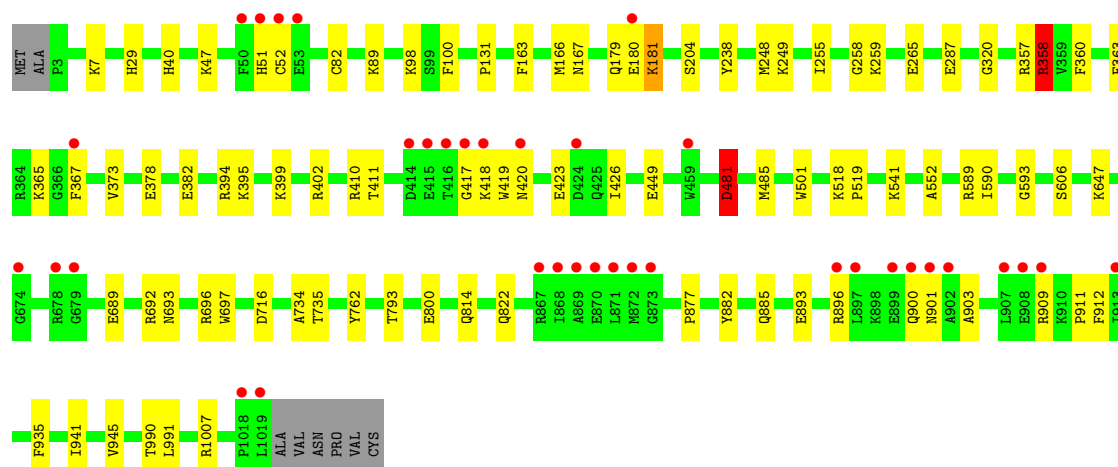 MET ALA P3 K7 H29 H40 K47 F50 H51 C52 E53 C82 K89 K98 S99 F100 P131 F163 M166 N167 Q179 E180 K181 S204 Y238 M248 K249 I255 G258 K259 E265 E287 G320 R357 R358 V359 F360
R364 K365 G366 F367 V373 E378 E382 R394 K395 K399 R402 R410 T411 D414 E415 T416 G417 K418 W419 N420 E423 D424 Q425 I426 E449 W459 D481 M485 W501 K518 P519 K541 A552 R589 I590 G593 S606 K647
G674 R678 G679 E689 R692 N693 R696 W697 D716 A734 T735 Y762 T793 E800 Q814 Q822 R867 I868 A869 E870 L871 M872 G873 P877 Y882 Q885 E893 R896 L897 K898 E899 Q900 N901 A902 A903 L907 E908 R909 K910 P911 F912
F935 I941 V945 T990 L991 R1007 P1018 L1019 ALA VAL ASN PRO VAL CYS